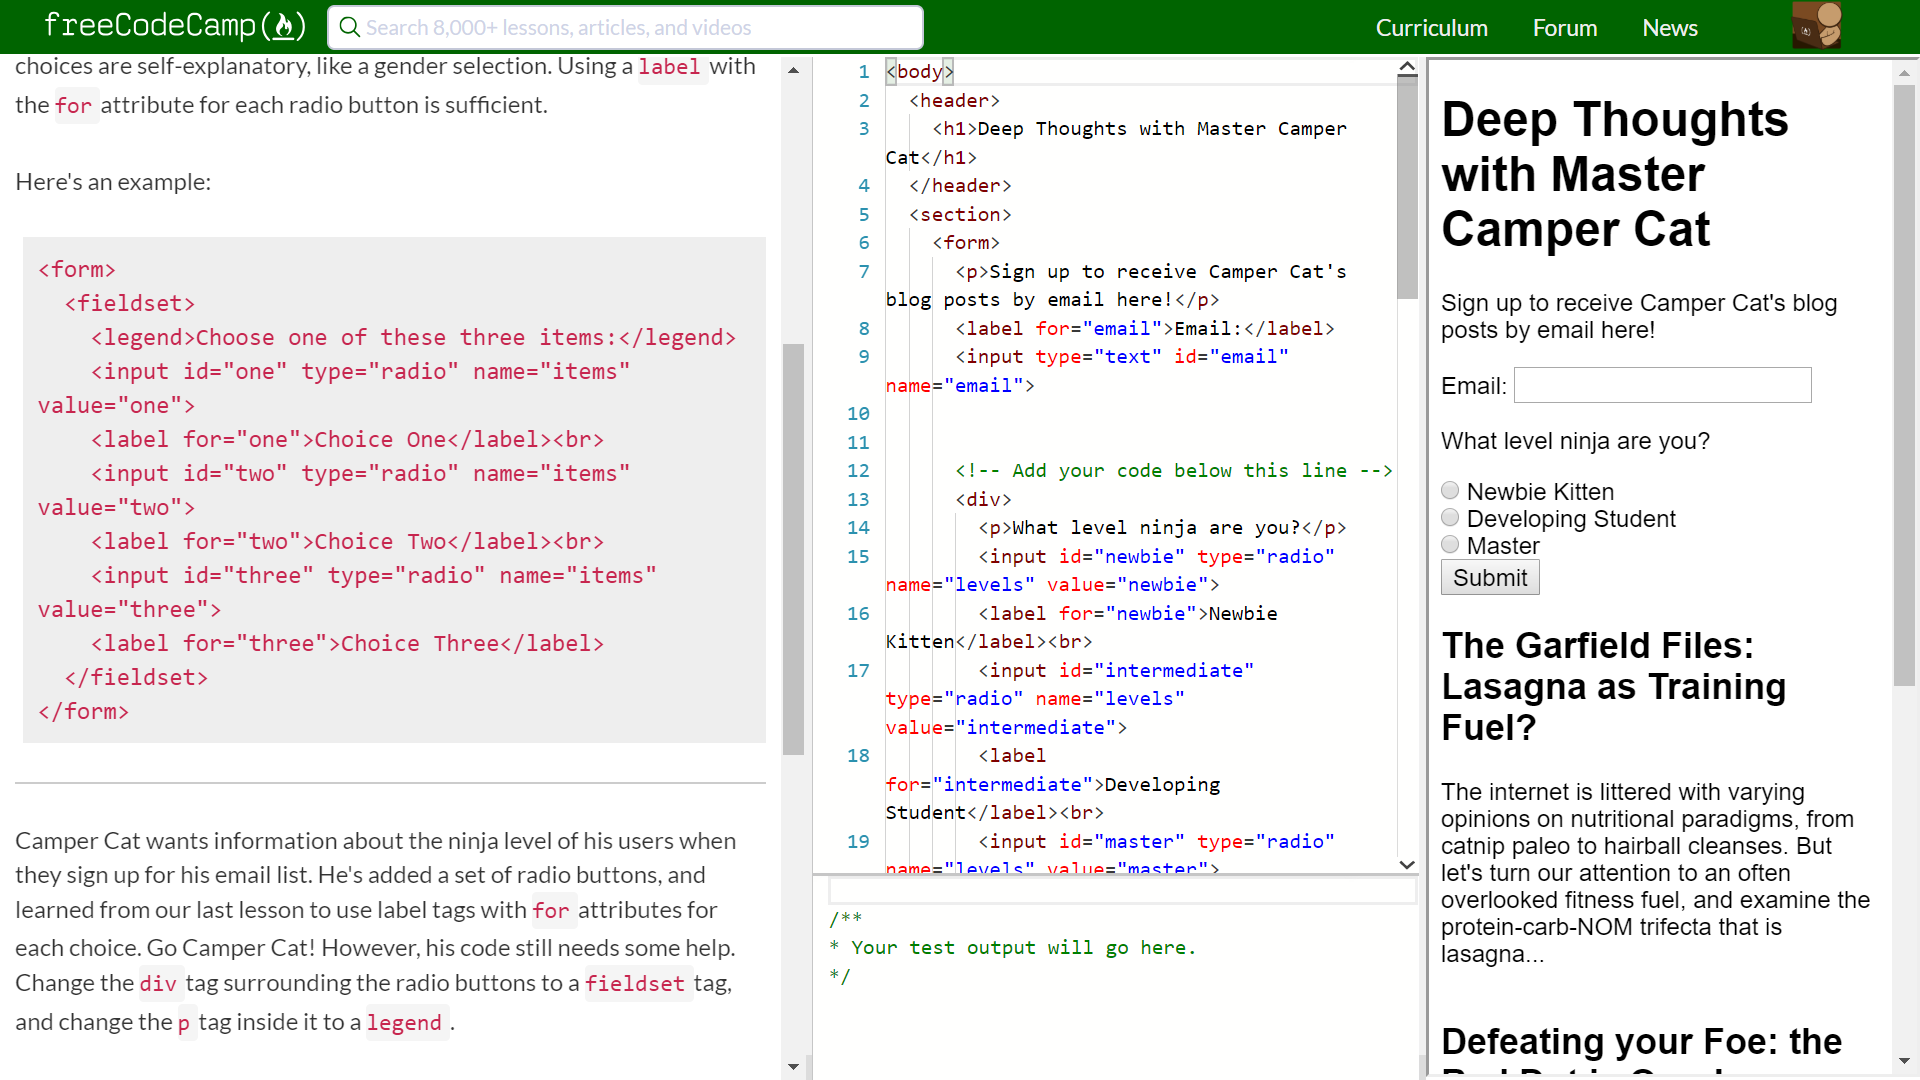 freeCodeCamp
Search 8,000+ lessons, articles, and videos
Curriculum
Forum
News
choices are self-explanatory, like a gender selection. Using a label with
the for attribute for each radio button is sufficient.
Here's an example:
<form>
<fieldset>
<legend>Choose one of these three items:</legend>
<input id="one" type="radio" name="items"
value="one">
<label for="one">Choice One</label><br>
<input id="two" type="radio" name="items"
value="two">
<label for="two">Choice Two</label><br>
<input id="three" type="radio" name="items"
value="three">
<label for="three">Choice Three</label>
</fieldset>
</form>
Camper Cat wants information about the ninja level of his users when
they sign up for his email list. He's added a set of radio buttons, and
learned from our last lesson to use label tags with for attributes for
each choice. Go Camper Cat! However, his code still needs some help.
Change the div tag surrounding the radio buttons to a fieldset tag,
and change the p tag inside it to a legend .
1 <body>
2 <header>
3 <h1>Deep Thoughts with Master Camper
Cat</h1>
4 </header>
5 <section>
6 <form>
7 <p>Sign up to receive Camper Cat's
blog posts by email here!</p>
8 <label for="email">Email:</label>
9 <input type="text" id="email"
name="email">
10
11
12 <!-- Add your code below this line -->
13 <div>
14 <p>What level ninja are you?</p>
15 <input id="newbie" type="radio"
name="levels" value="newbie">
16 <label for="newbie">Newbie
Kitten</label><br>
17 <input id="intermediate"
type="radio" name="levels"
value="intermediate">
18 <label
for="intermediate">Developing
Student</label><br>
19 <input id="master" type="radio"
name="levels" value="master">
/**
* Your test output will go here.
*/
Deep Thoughts
with Master
Camper Cat
Sign up to receive Camper Cat's blog
posts by email here!
Email:
What level ninja are you?
Newbie Kitten
Developing Student
Master
Submit
The Garfield Files:
Lasagna as Training
Fuel?
The internet is littered with varying
opinions on nutritional paradigms, from
catnip paleo to hairball cleanses. But
let's turn our attention to an often
overlooked fitness fuel, and examine the
protein-carb-NOM trifecta that is
lasagna...
Defeating your Foe: the